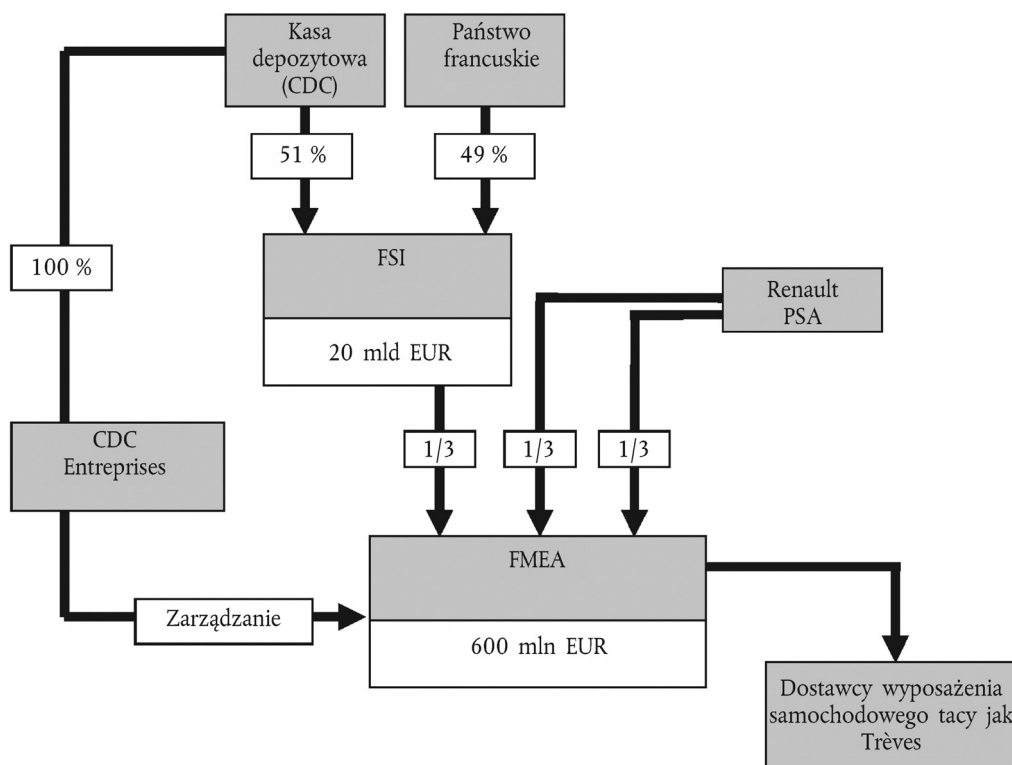 Kasa
depozytowa
(CDC)
Państwo
francuskie
51 %
49 %
100 %
FSI
20 mld EUR
Renault
PSA
CDC
Entreprises
1/3
1/3
1/3
FMEA
600 mln EUR
Zarządzanie
Dostawcy wyposażenia
samochodowego tacy jak
Trèves